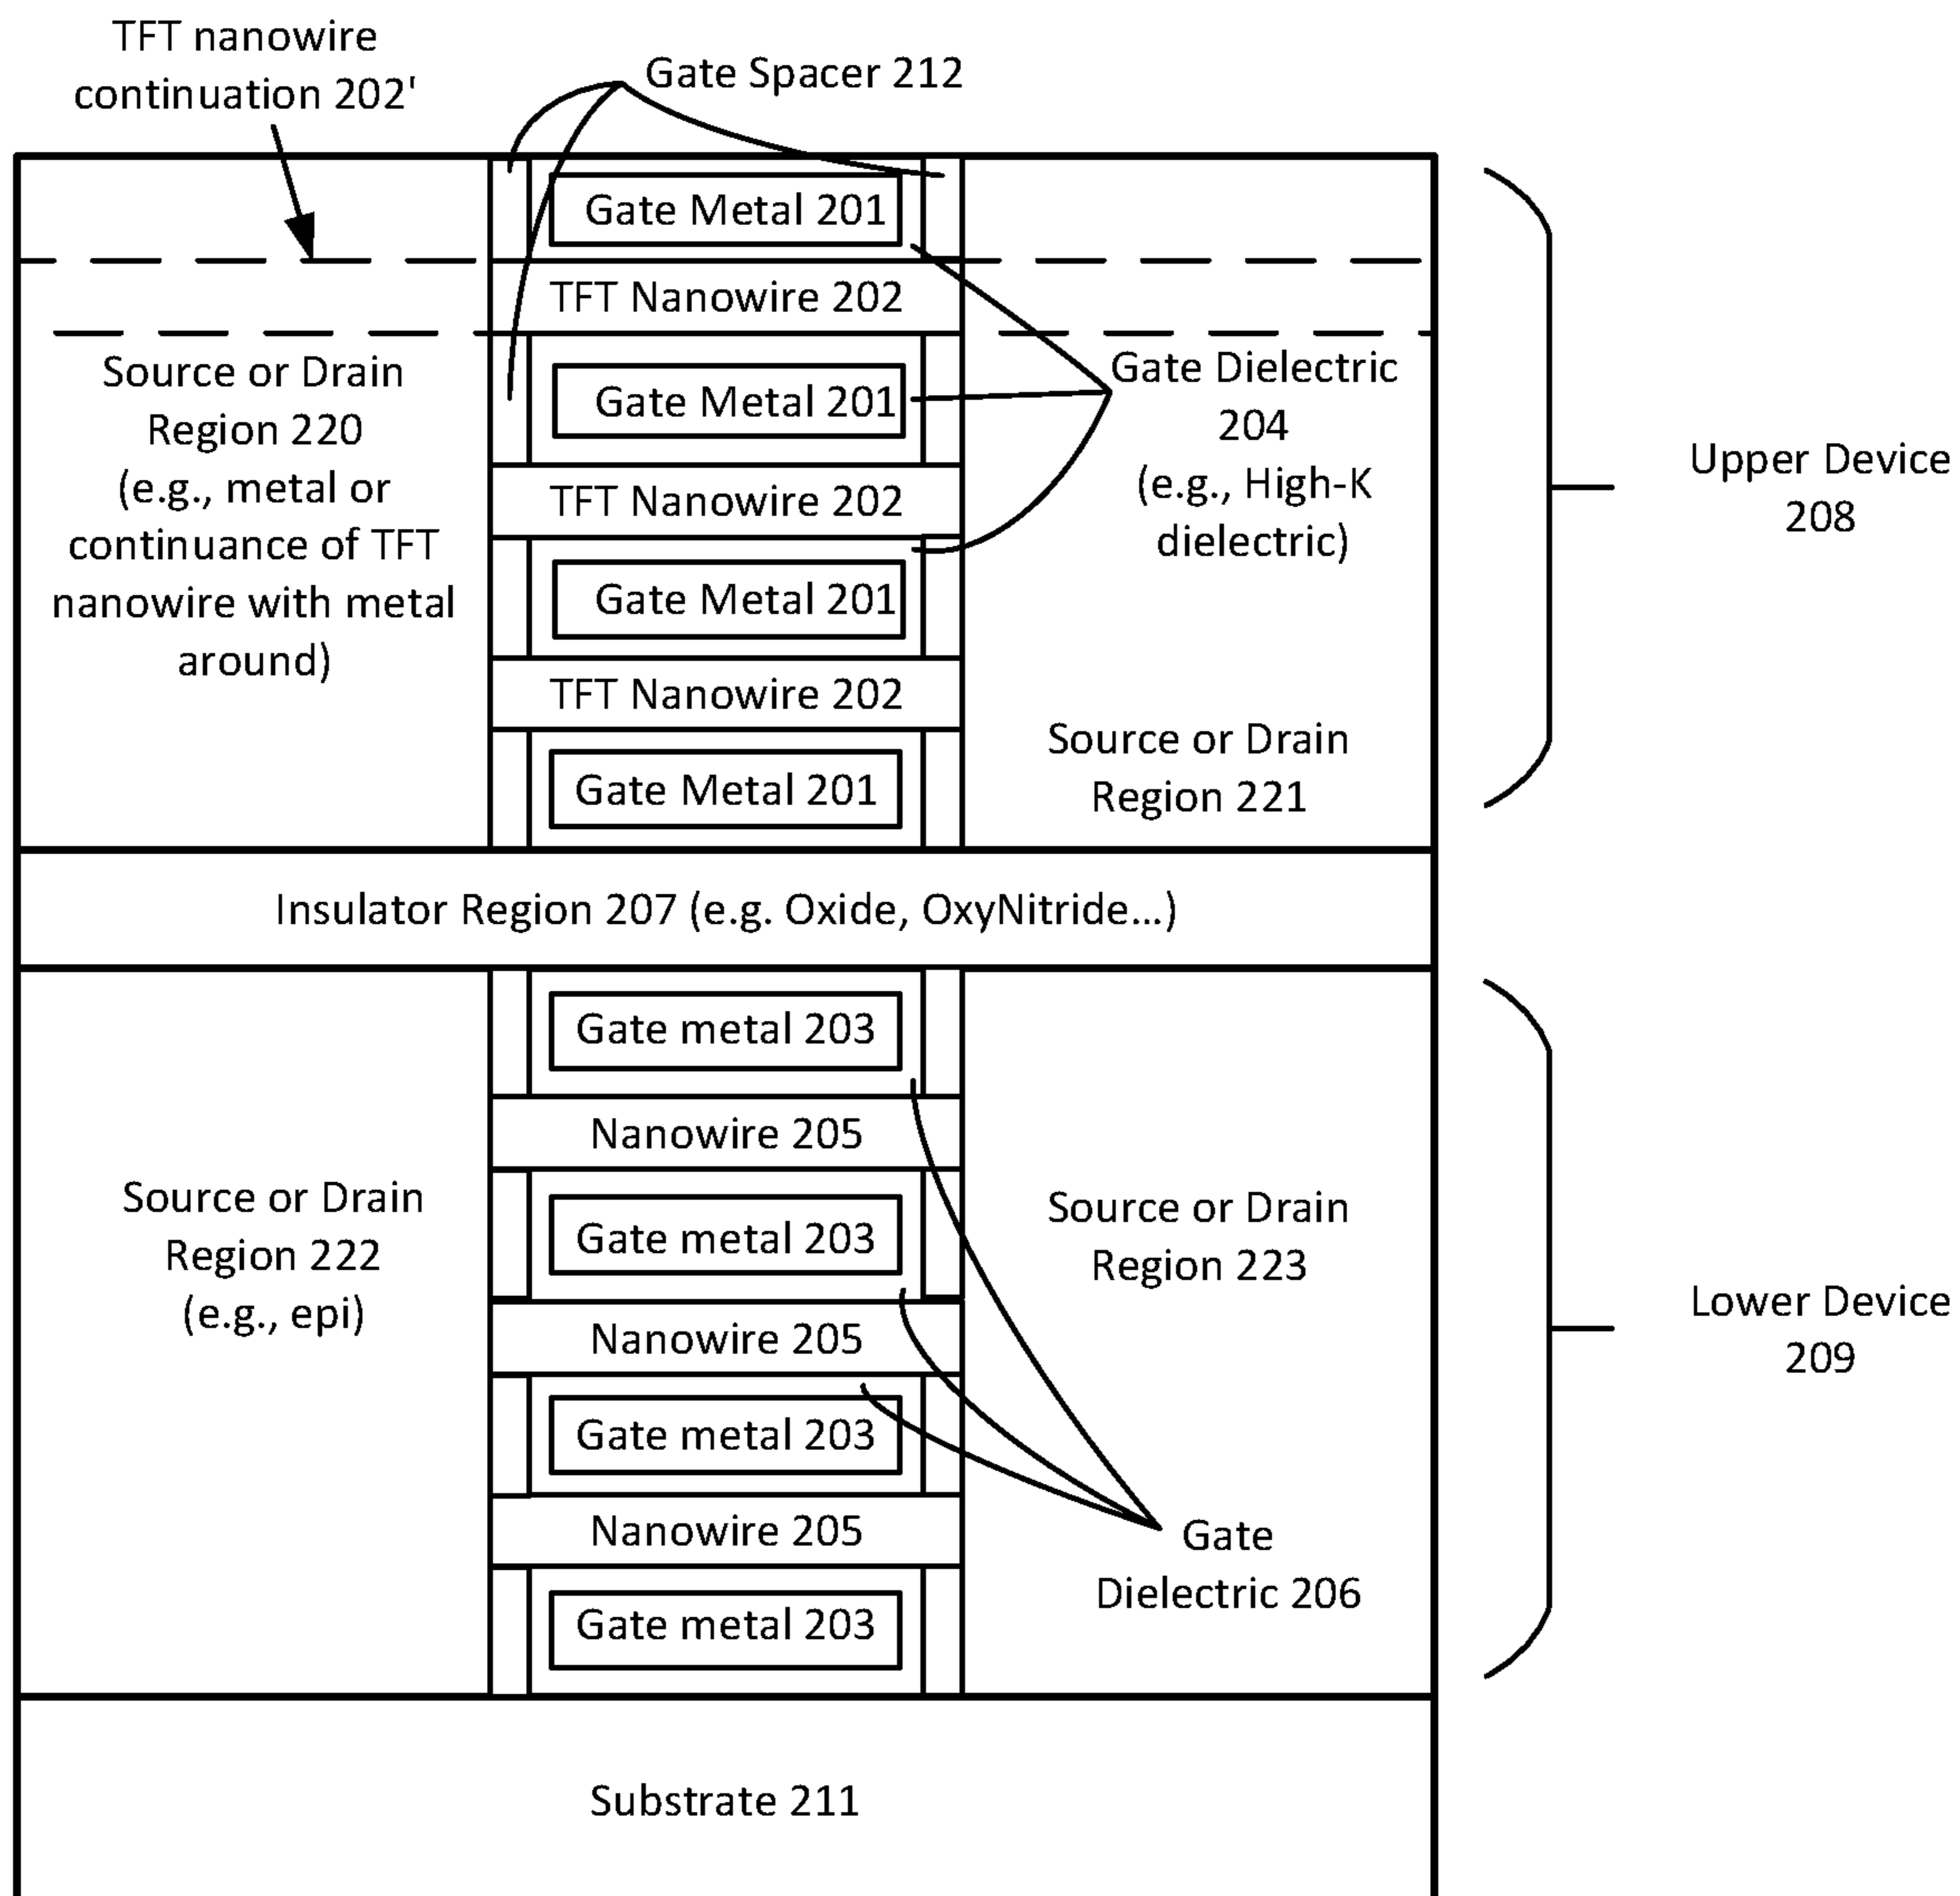 TFT nanowire
continuation 202'
Gate Spacer 212
Gate Metal 201
TFT Nanowire 202
Source or Drain
Region 220
(e.g., metal or
continuance of TFT
nanowire with metal
around)
Gate Metal 201
Gate Dielectric
204
(e.g., High-K
dielectric)
Upper Device
208
TFT Nanowire 202
Gate Metal 201
TFT Nanowire 202
Source or Drain
Region 221
Gate Metal 201
Insulator Region 207 (e.g. Oxide, OxyNitride...)
Gate metal 203
Nanowire 205
Source or Drain
Region 222
(e.g., epi)
Gate metal 203
Source or Drain
Region 223
Lower Device
209
Nanowire 205
Gate metal 203
Nanowire 205
Gate
Dielectric 206
Gate metal 203
Substrate 211